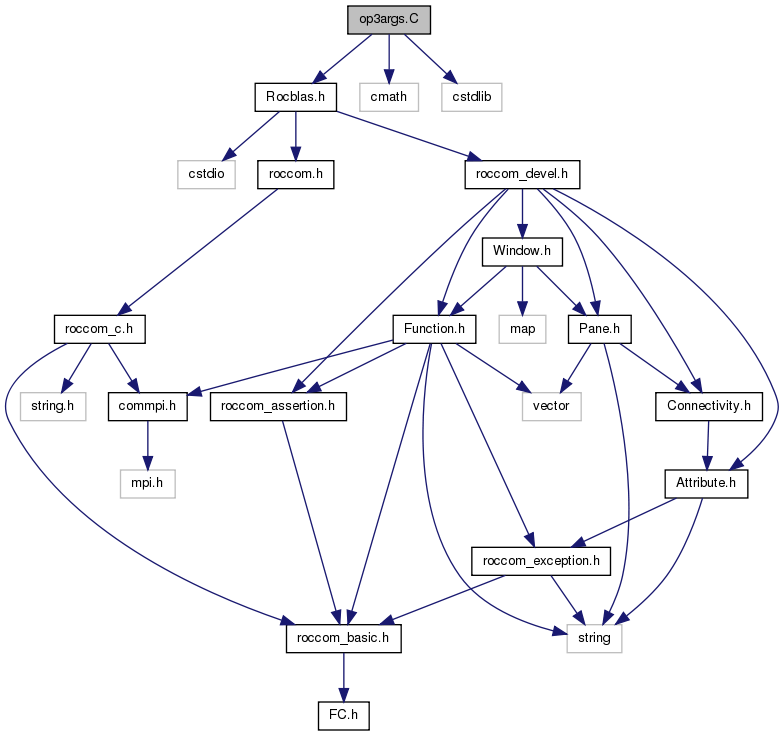 op3args.C
Rocblas.h
cmath
cstdlib
cstdio
roccom.h
roccom_devel.h
Window.h
roccom_c.h
Function.h
map
Pane.h
string.h
commpi.h
roccom_assertion.h
vector
Connectivity.h
mpi.h
Attribute.h
roccom_exception.h
roccom_basic.h
string
FC.h